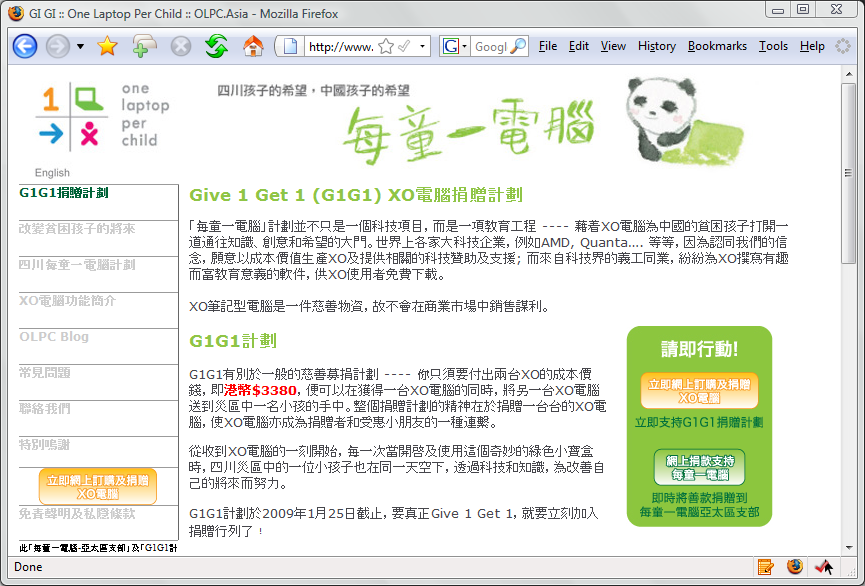 GI GI :: One Laptop Per Child :: OLPC.Asia - Mozilla Firefox
http://www.
G
Googl
File Edit View History Bookmarks Tools Help
one
laptop
per
child
四川孩子的希望，中國孩子的希望
每童一電腦
English
G1G1捐贈計劃
改變貧困孩子的將來
四川每童一電腦計劃
XO電腦功能簡介
OLPC Blog
常見問題
聯絡我們
特別鳴謝
立即網上訂購及捐贈
XO電腦
免責聲明及私隱條款
此「每童一電腦-亞太區支部」及「G1G1計
Give 1 Get 1 (G1G1) XO電腦捐贈計劃
「每童一電腦」計劃並不只是一個科技項目, 而是一項教育工程 ---- 藉着XO電腦為中國的貧困孩子打開一
道通往知識、創意和希望的大門。世界上各家大科技企業, 例如AMD, Quanta.... 等等, 因為認同我們的信
念, 願意以成本價值生產XO及提供相關的科技贊助及支援; 而來自科技界的義工同業, 紛紛為XO撰寫有趣
而富教育意義的軟件, 供XO使用者免費下載。
XO筆記型電腦是一件慈善物資, 故不會在商業市場中銷售謀利。
G1G1計劃
G1G1有別於一般的慈善募捐計劃 ---- 你只須要付出兩台XO的成本價
錢, 即港幣$3380, 便可以在獲得一台XO電腦的同時, 將另一台XO電腦
送到災區中一名小孩的手中。整個捐贈計劃的精神在於捐贈一台台的XO電
腦, 使XO電腦亦成為捐贈者和受惠小朋友的一種連繫。
從收到XO電腦的一刻開始, 每一次當開啓及使用這個奇妙的綠色小寶盒
時, 四川災區中的一位小孩子也在同一天空下, 透過科技和知識, 為改善自
己的將來而努力。
G1G1計劃於2009年1月25日截止, 要真正Give 1 Get 1, 就要立刻加入
捐贈行列了！
請即行動!
立即網上訂購及捐贈
XO電腦
立即支持G1G1捐贈計劃
網上捐款支持
每童一電腦
即時將善款捐贈到
每童一電腦亞太區支部
Done